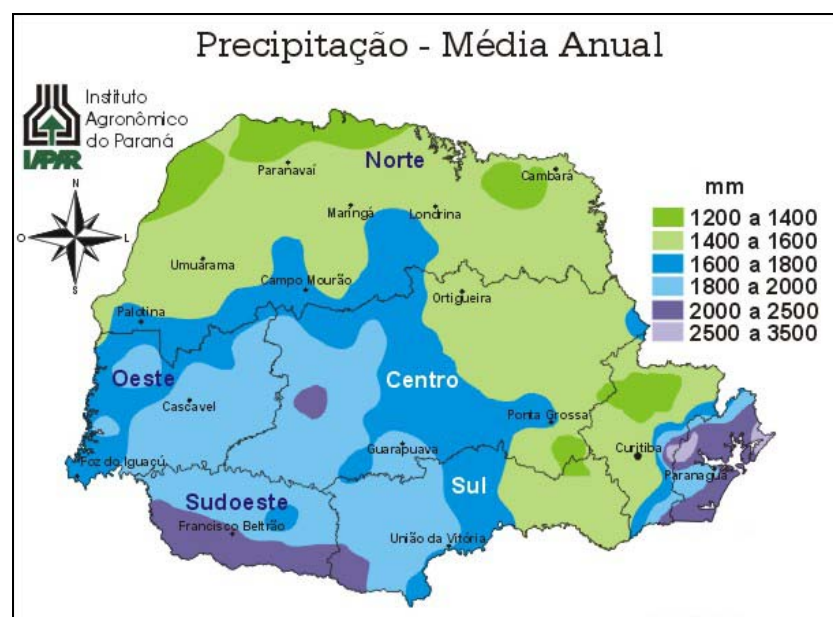 Precipitação - Média Anual
Instituto
Agronômico
do Paraná
IAPAR
N
O
L
S
Paranavaí
Norte
Cambará
Maringá
Londrina
Umuarama
Campo Mourão
Ortigueira
Palotina
Oeste
Centro
Cascavel
Ponta Grossa
Guarapuava
Curitiba
Foz do Iguaçú
Sul
Paranaguá
Sudoeste
Francisco Beltrão
União da Vitória
mm
1200 a 1400
1400 a 1600
1600 a 1800
1800 a 2000
2000 a 2500
2500 a 3500